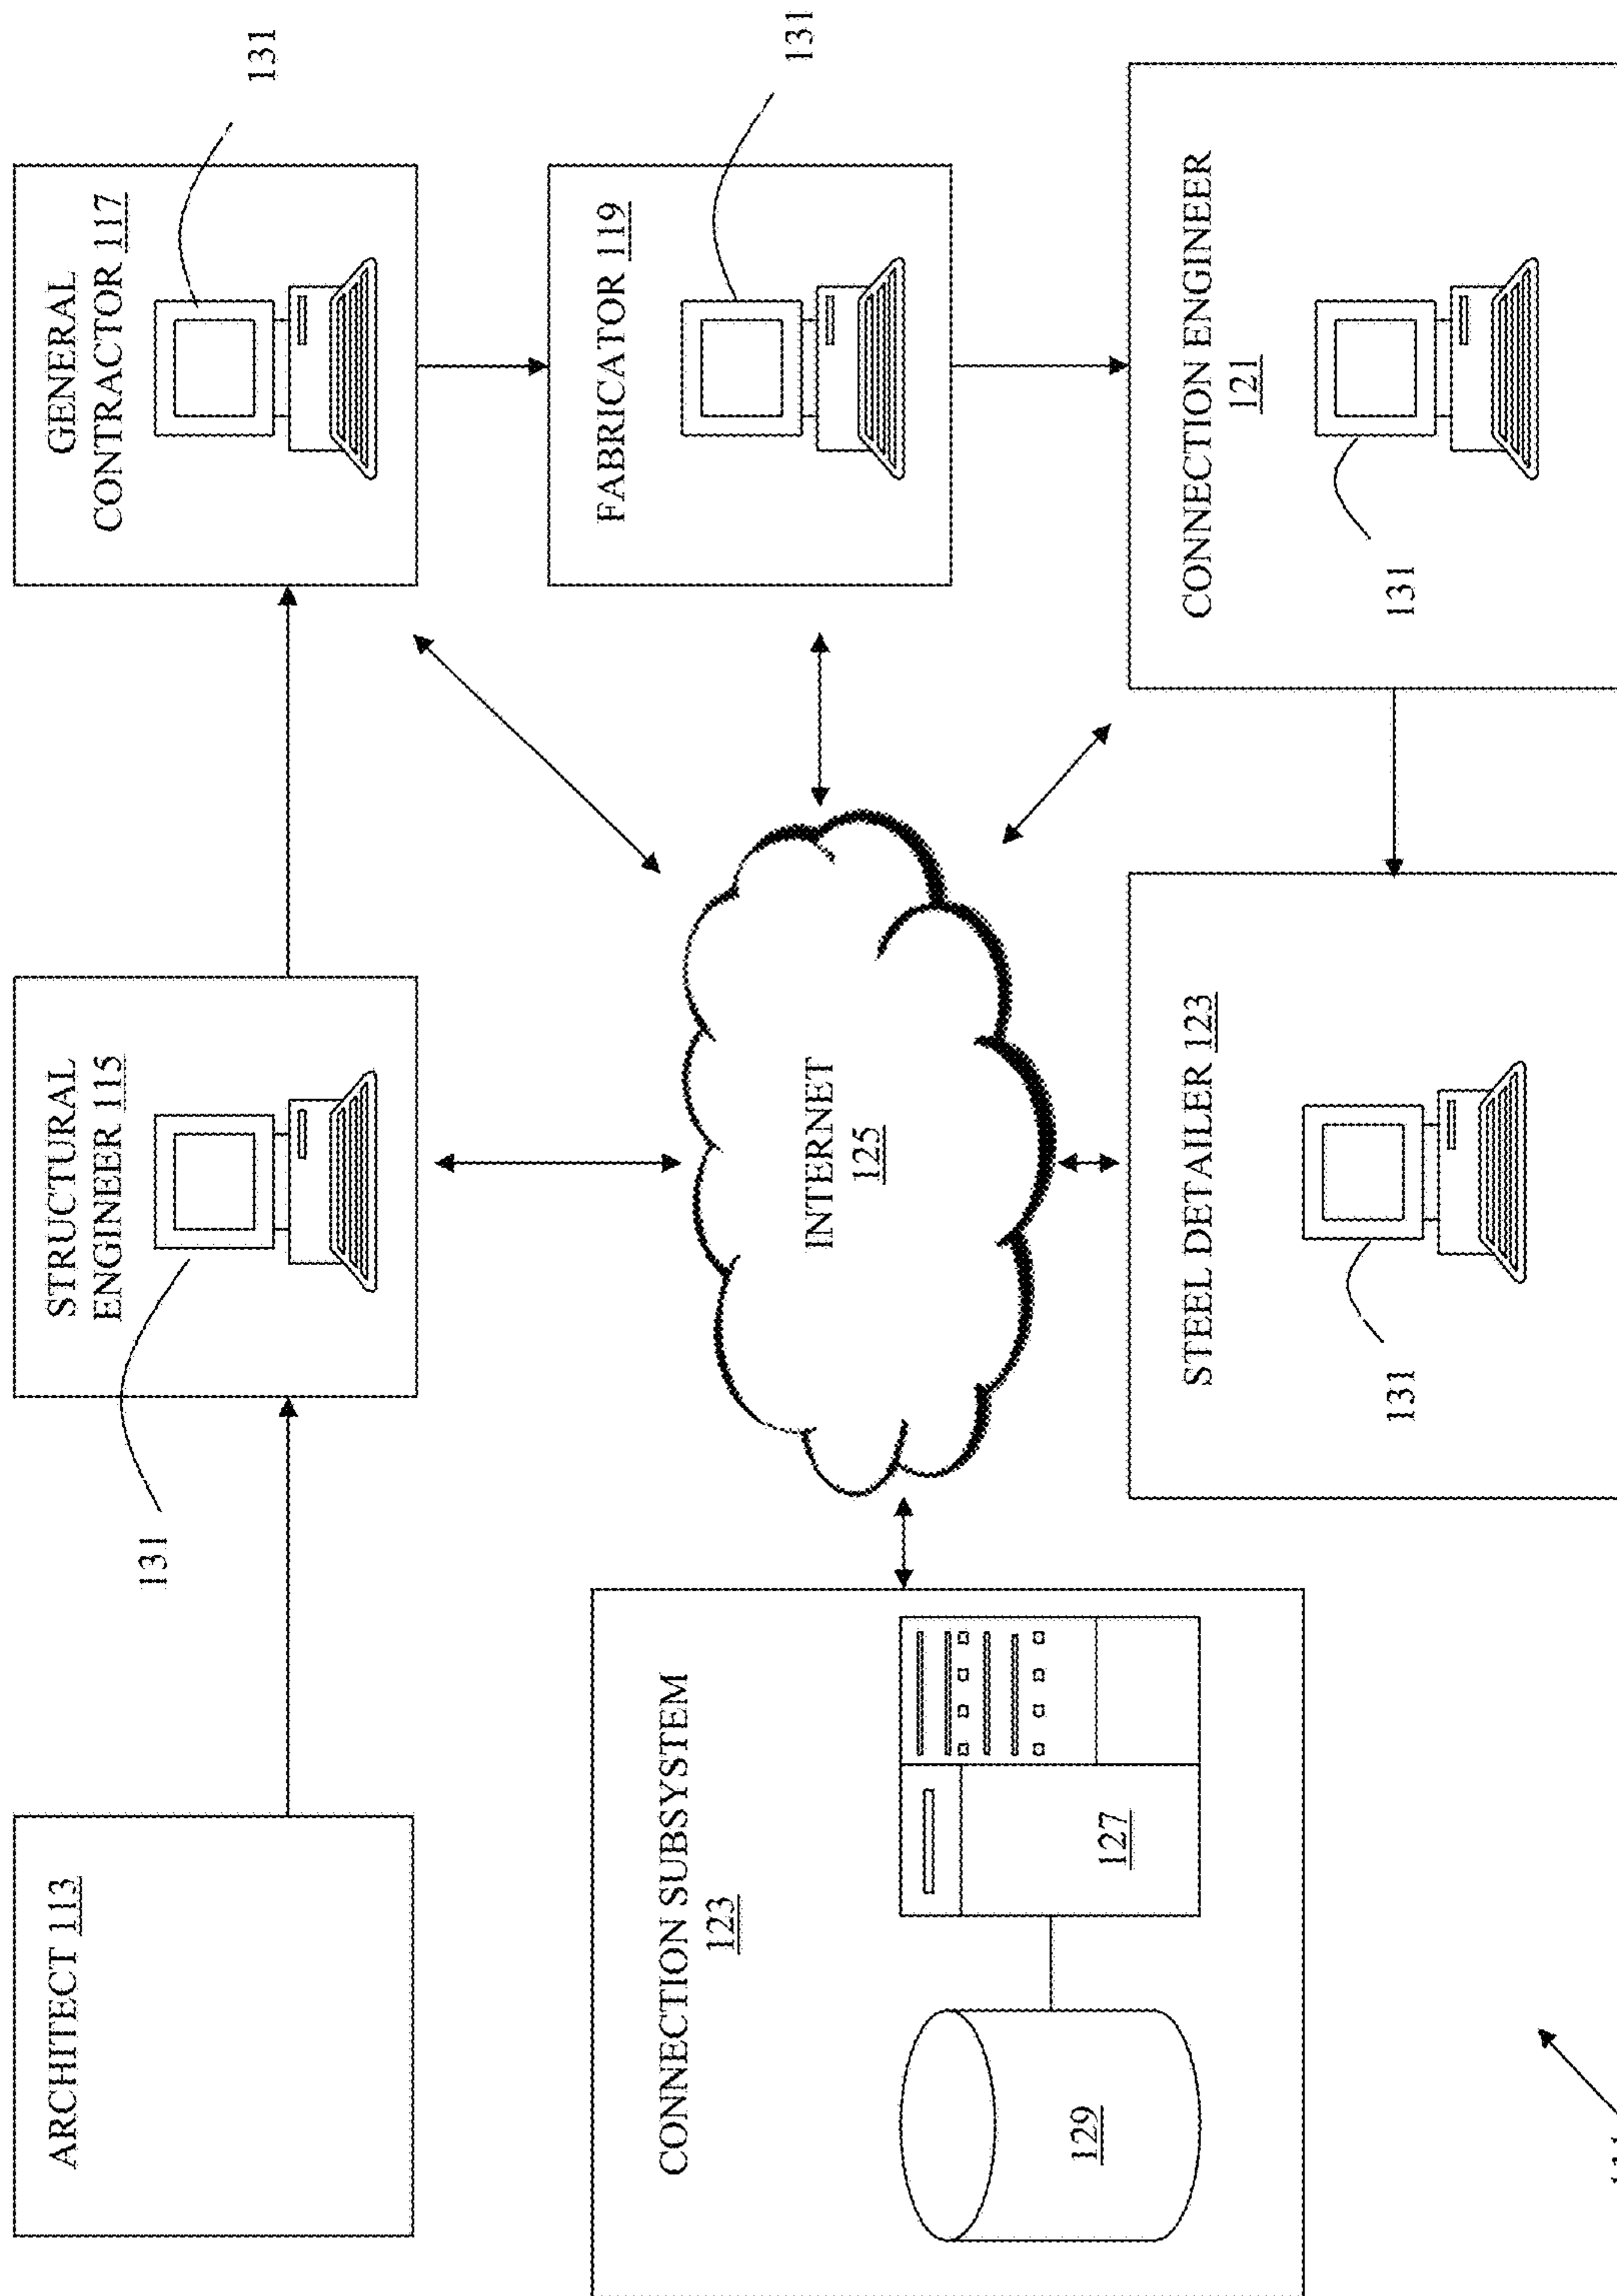 ARCHITECT 113
STRUCTURAL
ENGINEER 115
131
GENERAL
CONTRACTOR 117
131
FABRICATOR 119
131
CONNECTION SUBSYSTEM
123
129
127
INTERNET
125
STEEL DETAILER 123
131
CONNECTION ENGINEER
121
131